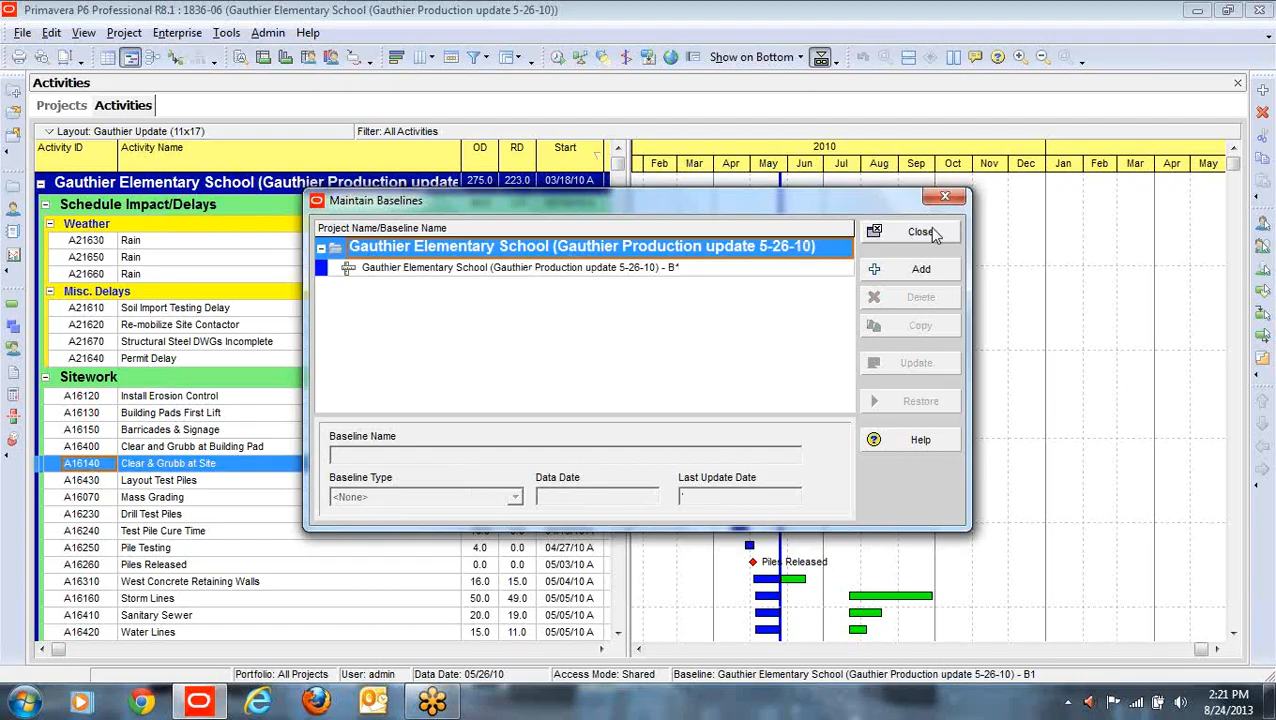 Primavera P6 Professional R8.1 : 1836-06 (Gauthier Elementary School (Gauthier Production update 5-26-10))
File Edit View Project Enterprise Tools Admin Help
Show on Bottom
Activities
Projects Activities
Layout: Gauthier Update (11x17) Filter: All Activities
Activity ID Activity Name OD RD Start
2010
Feb Mar Apr May Jun Jul Aug Sep Oct Nov Dec Jan Feb Mar Apr May
Gauthier Elementary School (Gauthier Production update 275.0 223.0 03/18/10 A
Schedule Impact/Delays
Weather
A21630 Rain
A21650 Rain
A21660 Rain
Misc. Delays
A21610 Soil Import Testing Delay
A21620 Re-mobilize Site Contactor
A21670 Structural Steel DWGs Incomplete
A21640 Permit Delay
Sitework
A16120 Install Erosion Control
A16130 Building Pads First Lift
A16150 Barricades & Signage
A16400 Clear and Grubb at Building Pad
A16140 Clear & Grubb at Site
A16430 Layout Test Piles
A16070 Mass Grading
A16230 Drill Test Piles
A16240 Test Pile Cure Time
A16250 Pile Testing 4.0 0.0 04/27/10 A
A16260 Piles Released 0.0 0.0 05/03/10 A
Piles Released
A16310 West Concrete Retaining Walls 16.0 15.0 05/04/10 A
A16160 Storm Lines 50.0 49.0 05/05/10 A
A16410 Sanitary Sewer 20.0 19.0 05/05/10 A
A16420 Water Lines 15.0 11.0 05/05/10 A
Maintain Baselines
Project Name/Baseline Name
Gauthier Elementary School (Gauthier Production update 5-26-10)
Gauthier Elementary School (Gauthier Production update 5-26-10) - B*
Close
Add
Delete
Copy
Update
Restore
Help
Baseline Name
Baseline Type Data Date Last Update Date
<None>
Portfolio: All Projects User: admin Data Date: 05/26/10 Access Mode: Shared Baseline: Gauthier Elementary School (Gauthier Production update 5-26-10) - B1
2:21 PM
8/24/2013